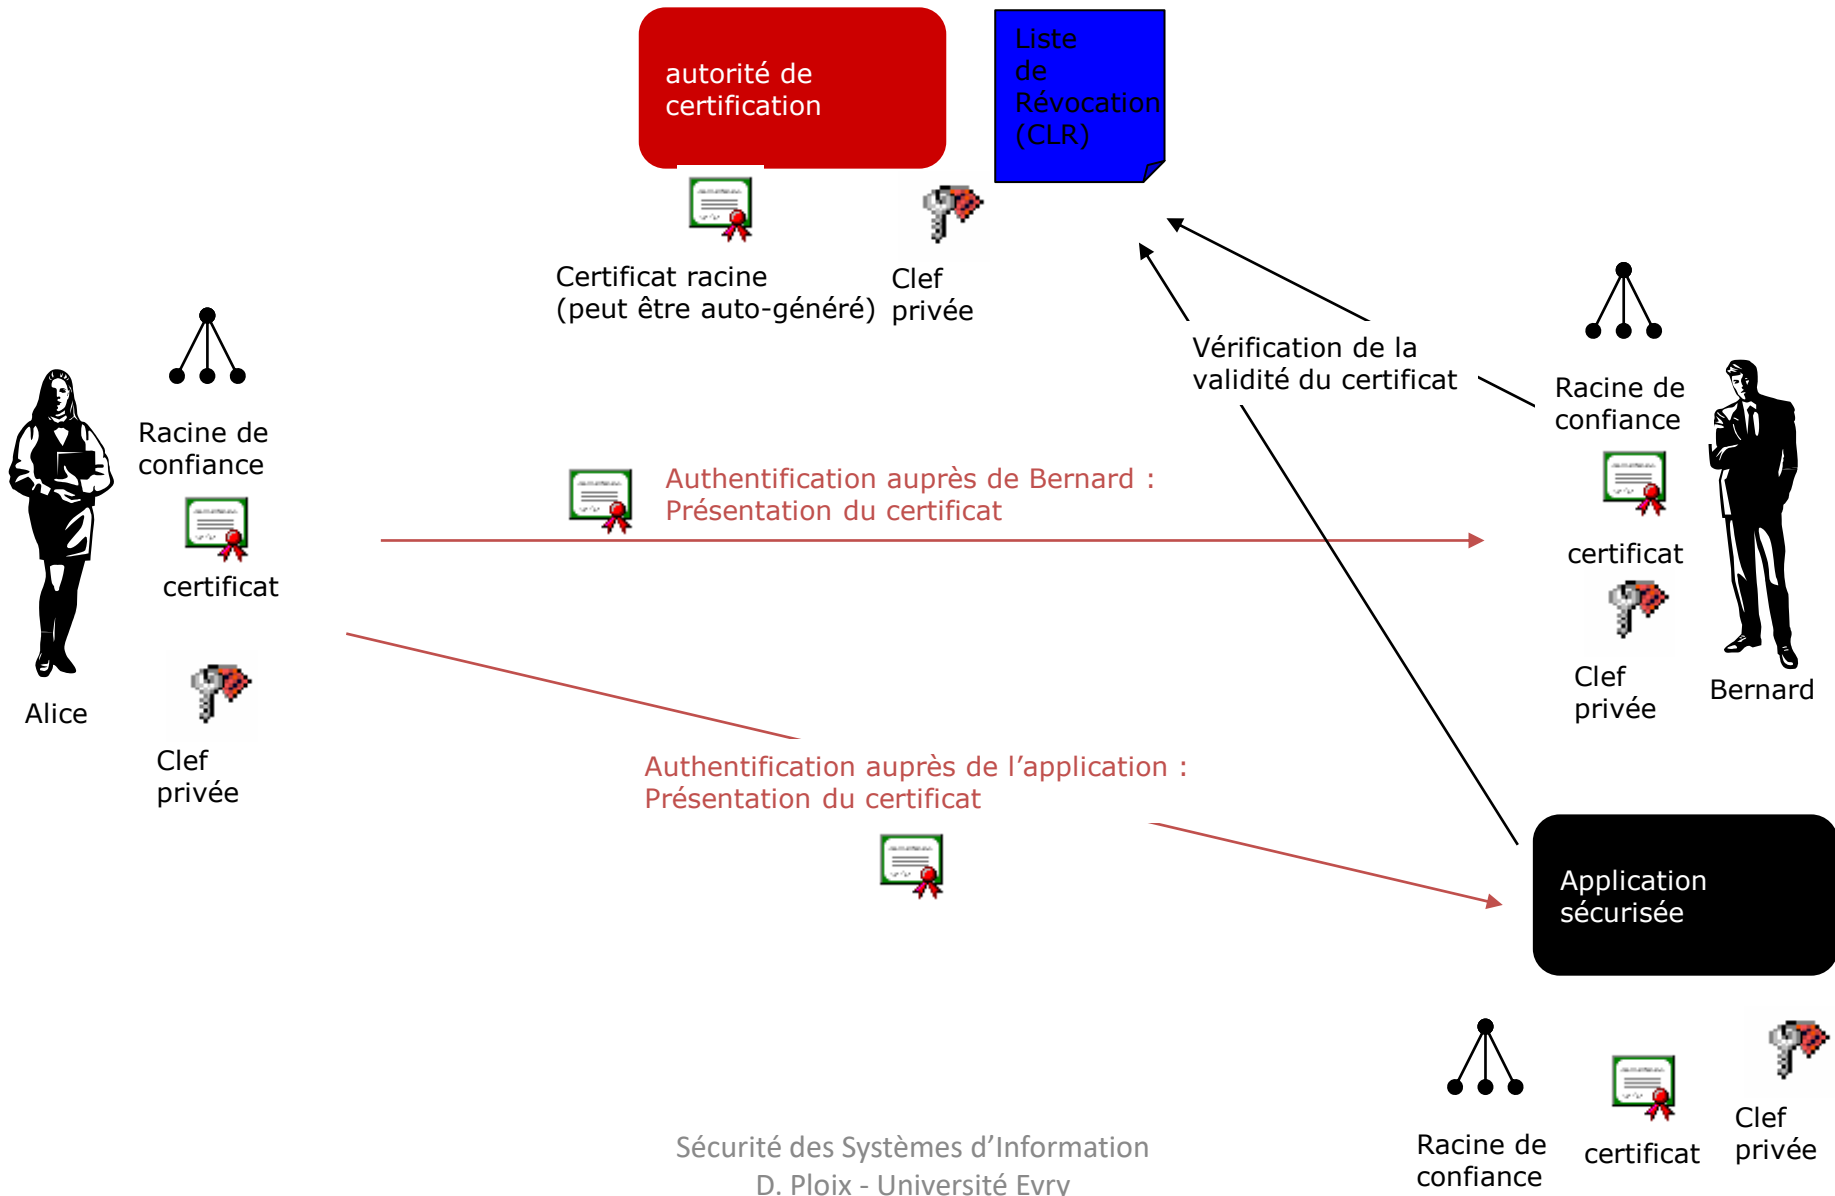 autorité de
certification
Liste
de
Révocation
(CLR)
Certificat racine
(peut être auto-généré)
Clef
privée
Vérification de la
validité du certificat
Racine de
confiance
Racine de
confiance
Authentification auprès de Bernard :
Présentation du certificat
certificat
certificat
Clef
privée
Bernard
Alice
Clef
privée
Authentification auprès de l’application :
Présentation du certificat
Application
sécurisée
Racine de
confiance
certificat
Clef
privée
Sécurité des Systèmes d’Information
D. Ploix - Université Evry